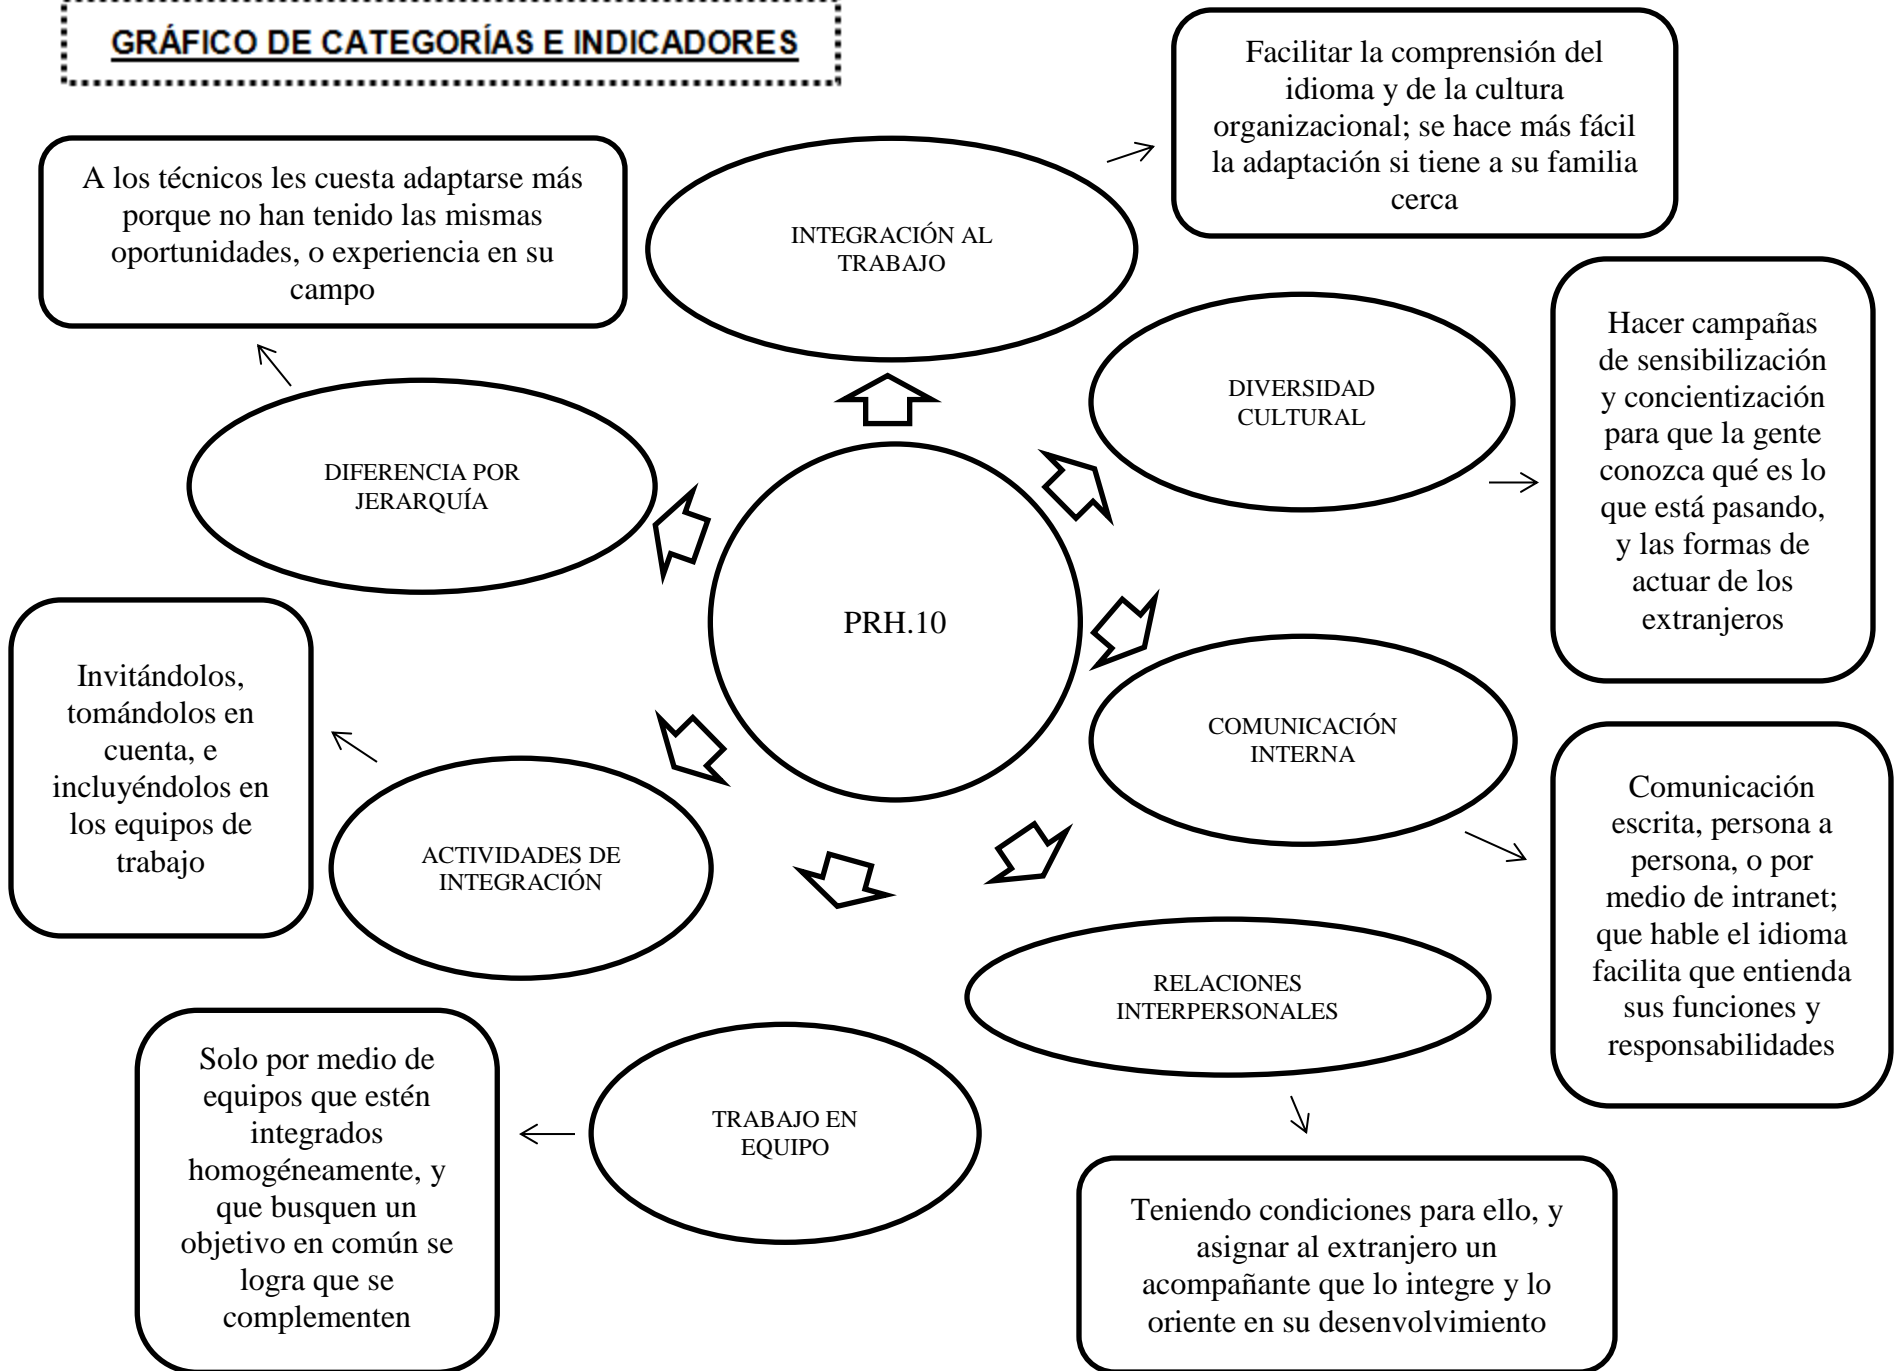 GRÁFICO DE CATEGORÍAS E INDICADORES
Facilitar la comprensión del
idioma y de la cultura
organizacional; se hace más fácil
la adaptación si tiene a su familia
cerca
A los técnicos les cuesta adaptarse más
porque no han tenido las mismas
oportunidades, o experiencia en su
campo
INTEGRACIÓN AL
TRABAJO
Hacer campañas
de sensibilización
y concientización
para que la gente
conozca qué es lo
que está pasando,
y las formas de
actuar de los
extranjeros
DIVERSIDAD
CULTURAL
DIFERENCIA POR
JERARQUÍA
PRH.10
Invitándolos,
tomándolos en
cuenta, e
incluyéndolos en
los equipos de
trabajo
COMUNICACIÓN
INTERNA
Comunicación
escrita, persona a
persona, o por
medio de intranet;
que hable el idioma
facilita que entienda
sus funciones y
responsabilidades
ACTIVIDADES DE
INTEGRACIÓN
RELACIONES
INTERPERSONALES
Solo por medio de
equipos que estén
integrados
homogéneamente, y
que busquen un
objetivo en común se
logra que se
complementen
TRABAJO EN
EQUIPO
Teniendo condiciones para ello, y
asignar al extranjero un
acompañante que lo integre y lo
oriente en su desenvolvimiento